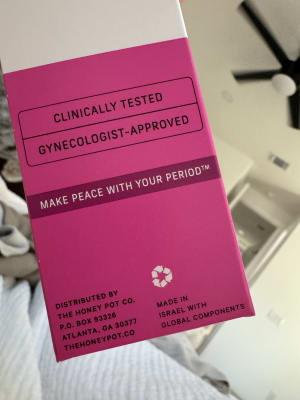 CLINICALLY TESTED
GYNECOLOGIST-APPROVED
MAKE PEACE WITH YOUR PERIOD™
DISTRIBUTED BY
THE HONEY POT CO.
P.O. BOX 93326
ATLANTA, GA 30377
THEHONEYPOT.CO
MADE IN
ISRAEL WITH
GLOBAL COMPONENTS